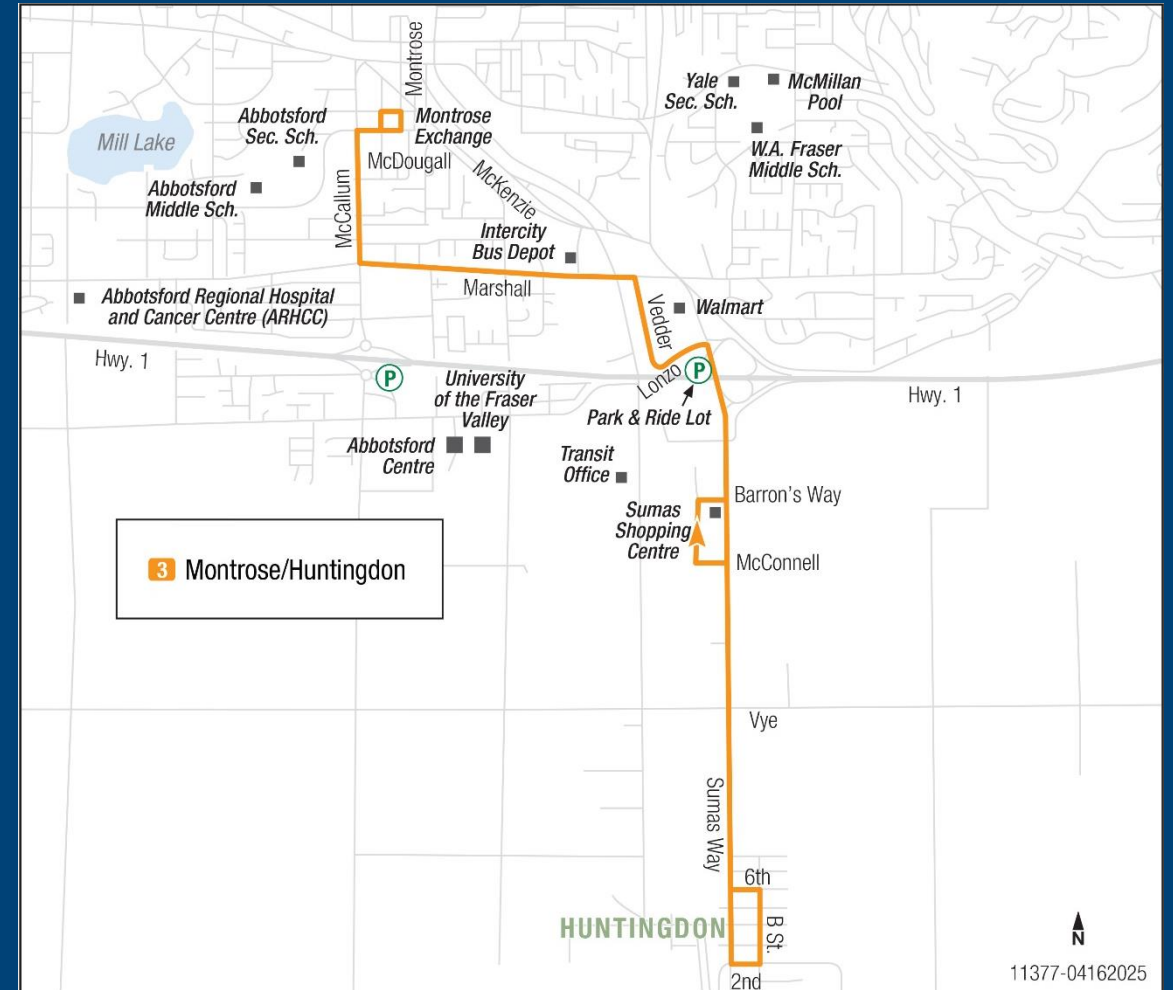 Montrose
Yale
Sec. Sch.
McMillan
Pool
Abbotsford
Sec. Sch.
Montrose
Exchange
Mill Lake
W.A. Fraser
Middle Sch.
McDougall
McKenzie
Abbotsford
Middle Sch.
McCallum
Intercity
Bus Depot
Marshall
Abbotsford Regional Hospital
and Cancer Centre (ARHCC)
Vedder
Walmart
Hwy. 1
P
University
of the Fraser
Valley
Lonzo
P
Park & Ride Lot
Hwy. 1
Abbotsford
Centre
Transit
Office
Barron's Way
Sumas
Shopping
Centre
McConnell
3 Montrose/Huntingdon
Vye
Sumas Way
6th
HUNTINGDON
B St.
N
2nd
11377-04162025